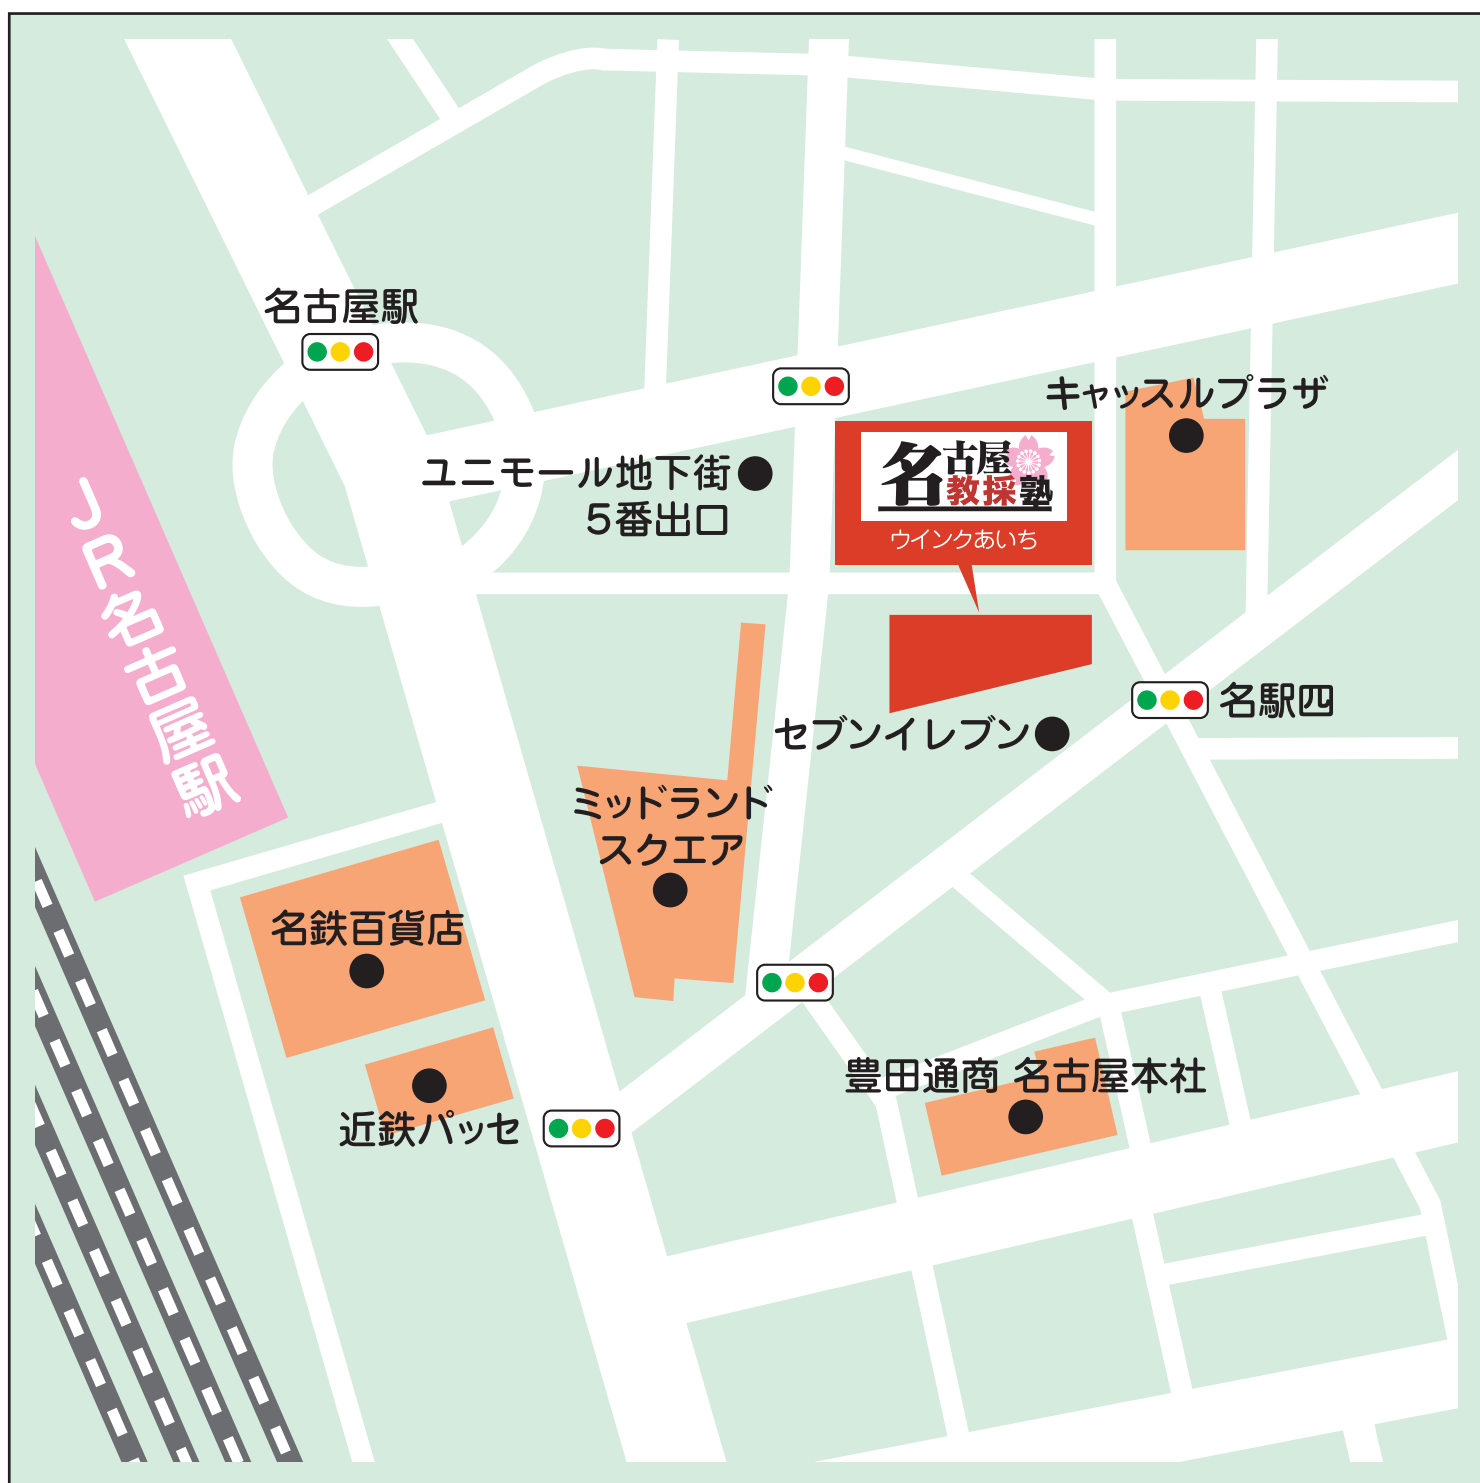 名古屋駅
キャッスルプラザ
ユニモール地下街
5番出口
名古屋
教採塾
ウインクあいち
JR名古屋駅
名駅四
セブンイレブン
ミッドランド
スクエア
名鉄百貨店
近鉄パッセ
豊田通商 名古屋本社